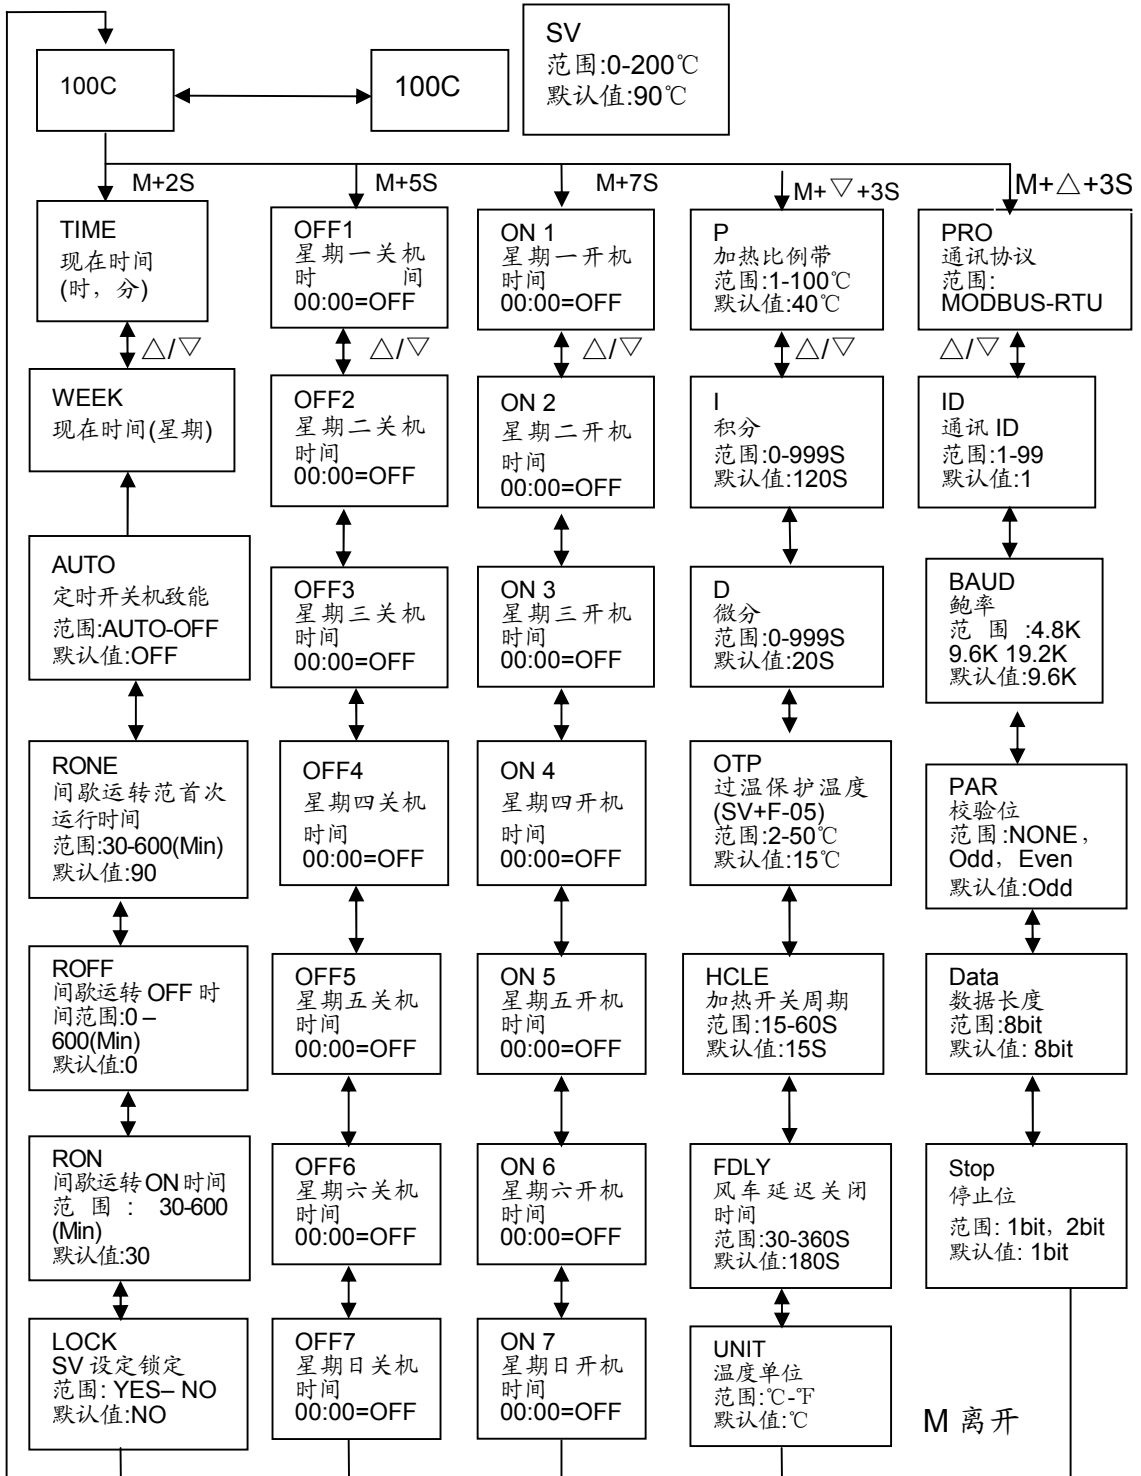 100C
100C
SV
范围:0-200℃
默认值:90℃
M+2S
M+5S
M+7S
M+▽+3S
M+△+3S
TIME
现在时间
(时，分)
△/▽
WEEK
现在时间(星期)
AUTO
定时开关机致能
范围:AUTO-OFF
默认值:OFF
RONE
间歇运转范首次
运行时间
范围:30-600(Min)
默认值:90
ROFF
间歇运转 OFF 时
间范围:0 –
600(Min)
默认值:0
RON
间歇运转 ON 时间
范 围 : 30-600
(Min)
默认值:30
LOCK
SV 设定锁定
范围: YES– NO
默认值:NO
OFF1
星期一关机
时 间
00:00=OFF
△/▽
OFF2
星期二关机
时间
00:00=OFF
OFF3
星期三关机
时间
00:00=OFF
OFF4
星期四关机
时间
00:00=OFF
OFF5
星期五关机
时间
00:00=OFF
OFF6
星期六关机
时间
00:00=OFF
OFF7
星期日关机
时间
00:00=OFF
ON 1
星期一开机
时间
00:00=OFF
△/▽
ON 2
星期二开机
时间
00:00=OFF
ON 3
星期三开机
时间
00:00=OFF
ON 4
星期四开机
时间
00:00=OFF
ON 5
星期五开机
时间
00:00=OFF
ON 6
星期六开机
时间
00:00=OFF
ON 7
星期日开机
时间
00:00=OFF
P
加热比例带
范围:1-100℃
默认值:40℃
△/▽
I
积分
范围:0-999S
默认值:120S
D
微分
范围:0-999S
默认值:20S
OTP
过温保护温度
(SV+F-05)
范围:2-50℃
默认值:15℃
HCLE
加热开关周期
范围:15-60S
默认值:15S
FDLY
风车延迟关闭
时间
范围:30-360S
默认值:180S
UNIT
温度单位
范围:℃-℉
默认值:℃
PRO
通讯协议
范围:
MODBUS-RTU
△/▽
ID
通讯 ID
范围:1-99
默认值:1
BAUD
鲍率
范 围 :4.8K
9.6K 19.2K
默认值:9.6K
PAR
校验位
范围:NONE，
Odd，Even
默认值:Odd
Data
数据长度
范围:8bit
默认值: 8bit
Stop
停止位
范围: 1bit，2bit
默认值: 1bit
M 离开